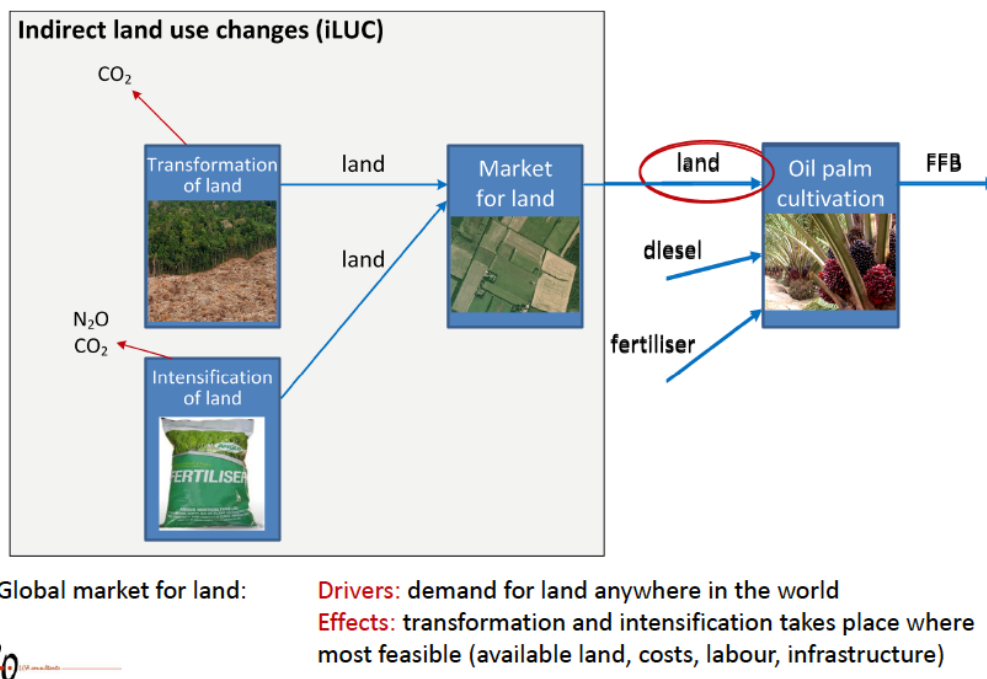 Indirect land use changes (iLUC)
CO₂
Transformation
of land
land
Market
for land
land
Oil palm
cultivation
FFB
land
diesel
N₂O
CO₂
fertiliser
Intensification
of land
FERTILISER
Global market for land:
Drivers: demand for land anywhere in the world
Effects: transformation and intensification takes place where
most feasible (available land, costs, labour, infrastructure)